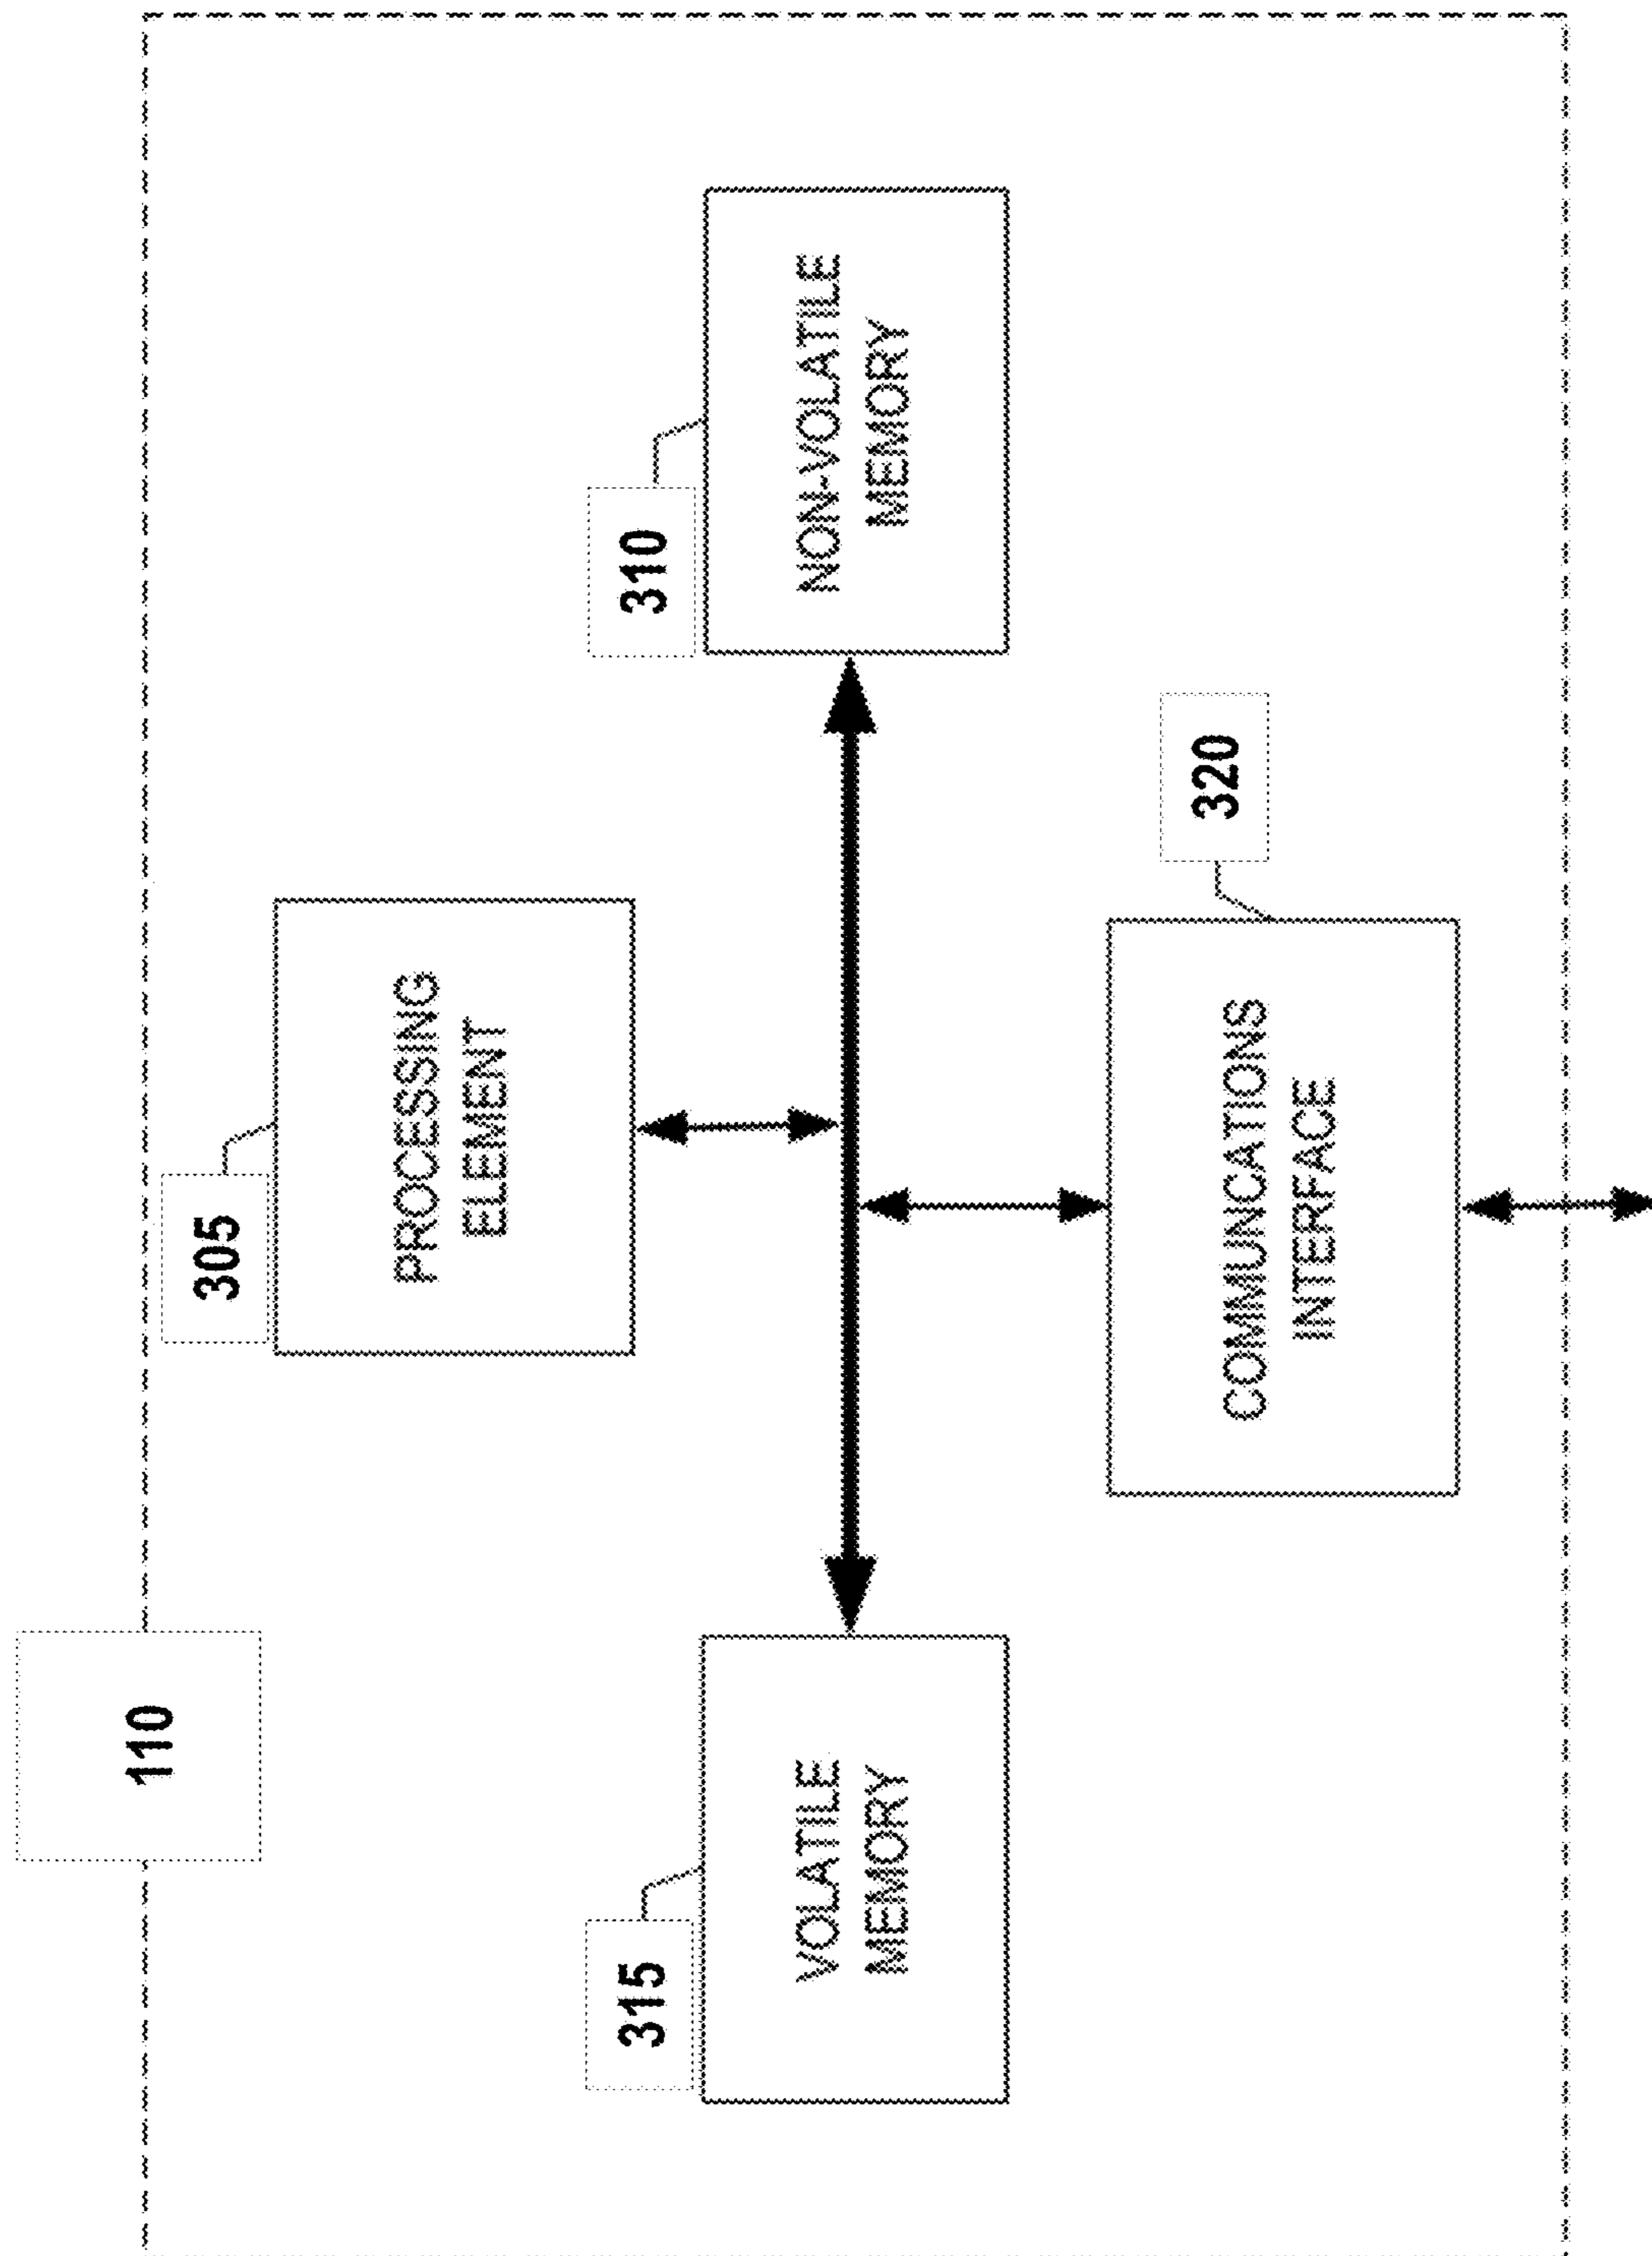 110
305
PROCESSING
ELEMENT
315
VOLATILE
MEMORY
310
NON-VOLATILE
MEMORY
320
COMMUNCATIONS
INTERFACE